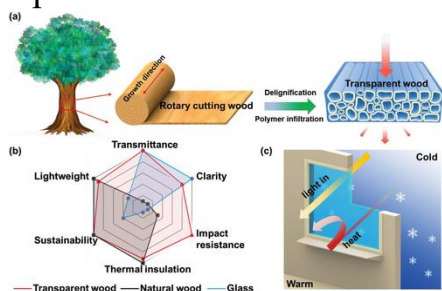 (a)
Growth direction
Rotary cutting wood
Delignification
Polymer infiltration
Transparent wood
(b)
Transmittance
Lightweight
Clarity
Sustainability
Impact
resistance
Thermal insulation
Transparent wood
Natural wood
Glass
(c)
Cold
light in
heat
Warm